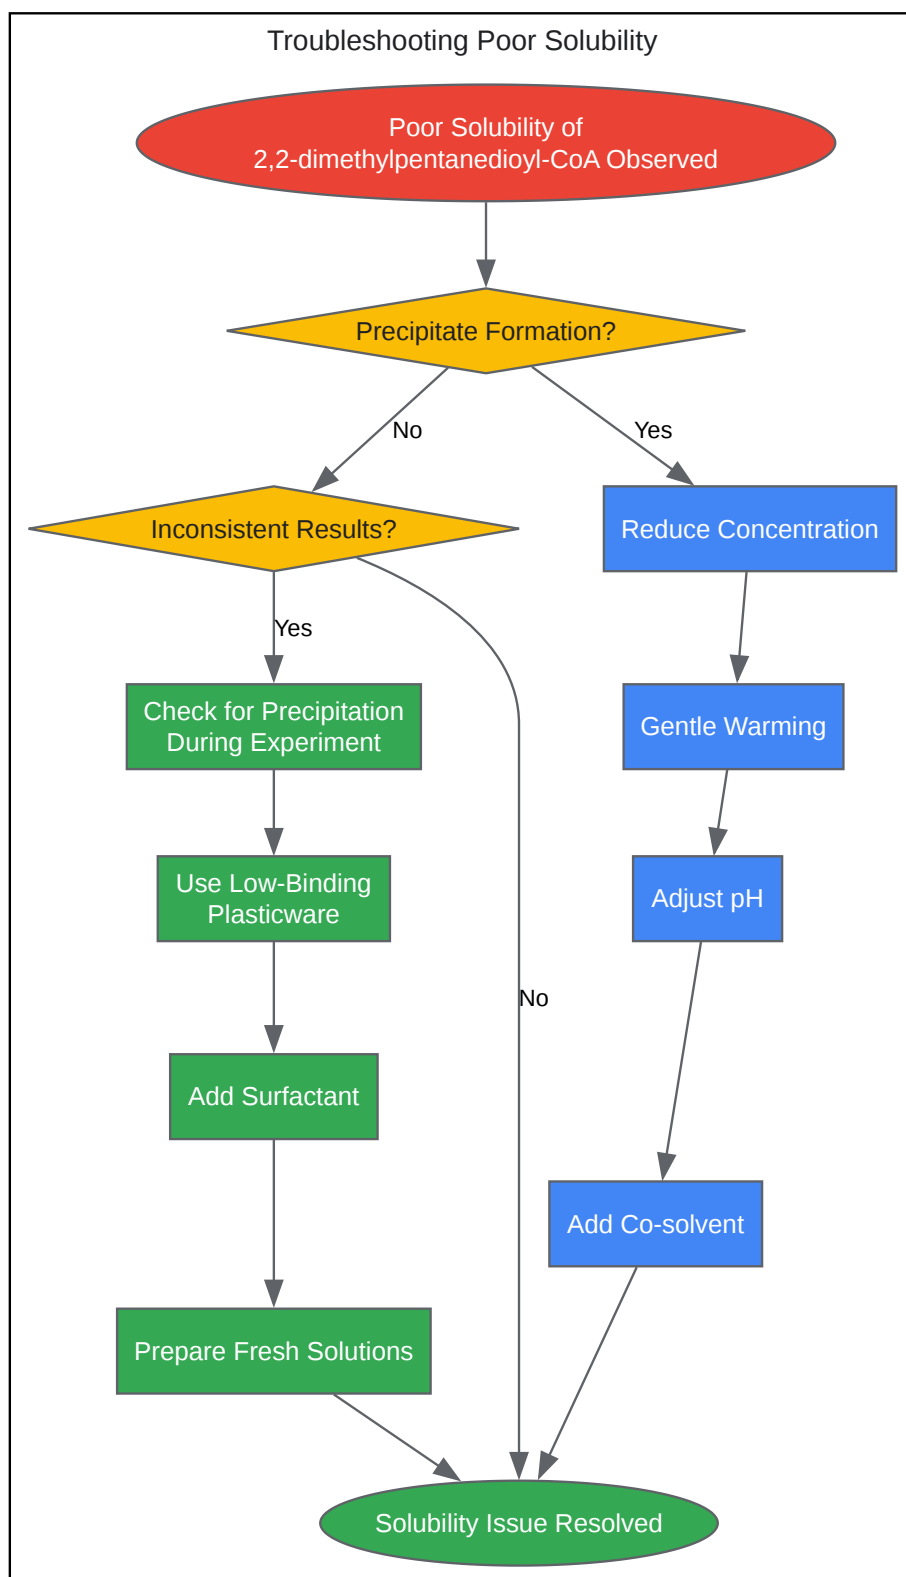 Troubleshooting Poor Solubility
Poor Solubility of
2,2-dimethylpentanedioyl-CoA Observed
Precipitate Formation?
No
Yes
Inconsistent Results?
Reduce Concentration
Yes
Check for Precipitation
During Experiment
Gentle Warming
Use Low-Binding
Plasticware
Adjust pH
No
Add Surfactant
Add Co-solvent
Prepare Fresh Solutions
Solubility Issue Resolved